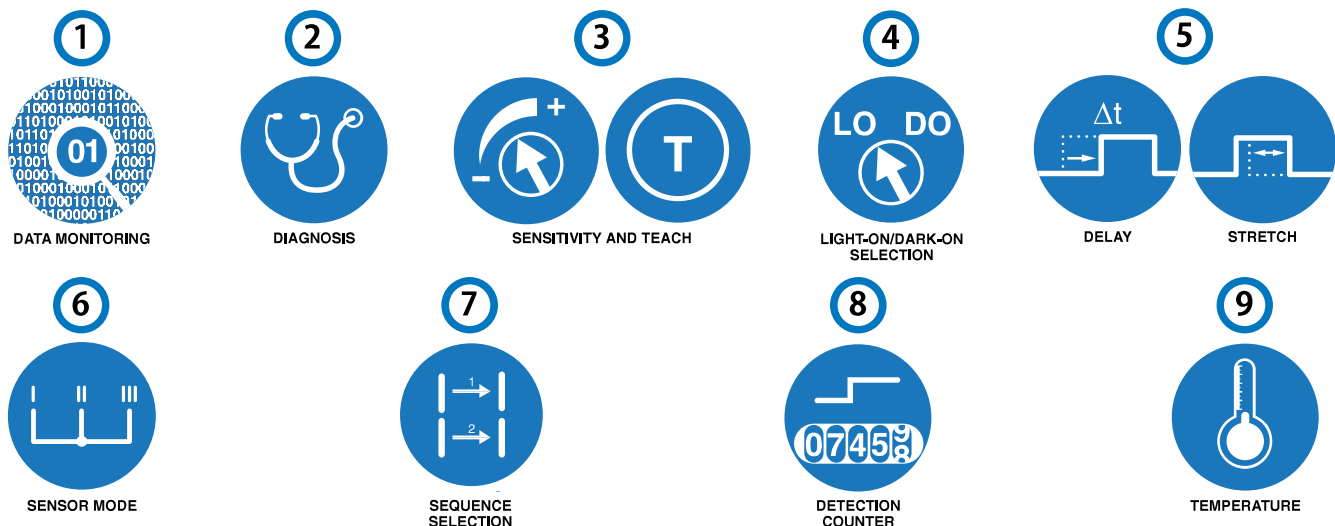 1 2 3 4 5
01
+
-
T
LO DO
Δt
DATA MONITORING
DIAGNOSIS
SENSITIVITY AND TEACH
LIGHT-ON/DARK-ON
SELECTION
DELAY
STRETCH
6 7 8 9
I II III
1
2
0745
SENSOR MODE
SEQUENCE
SELECTION
DETECTION
COUNTER
TEMPERATURE